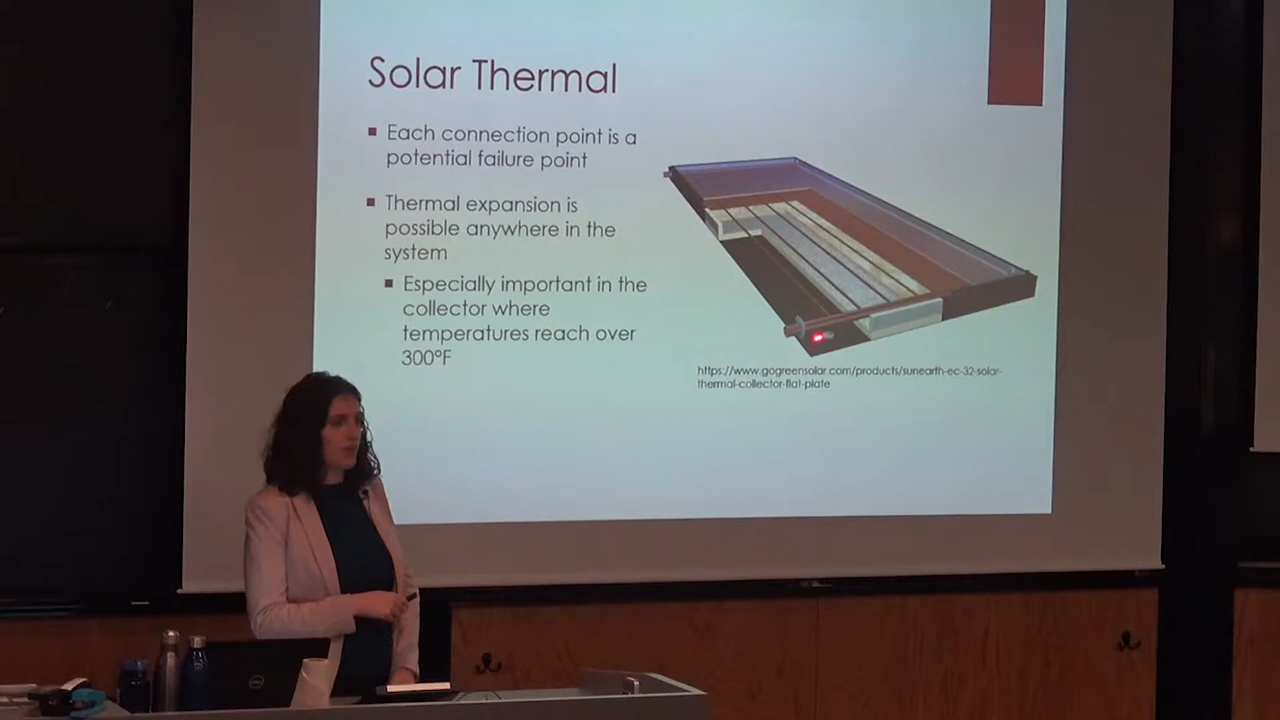 Solar Thermal
▪ Each connection point is a
potential failure point
▪ Thermal expansion is
possible anywhere in the
system
▪ Especially important in the
collector where
temperatures reach over
300°F
https://www.gogreensolar.com/products/sunearth-ec-32-solar-
thermal-collector-flat-plate
DELL